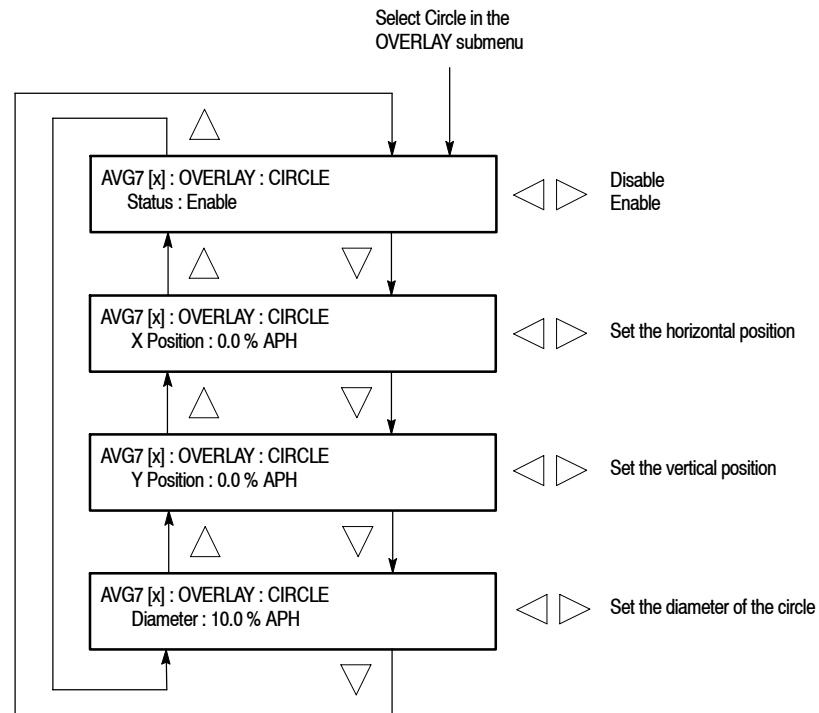 Select Circle in the
OVERLAY submenu
AVG7 [x] : OVERLAY : CIRCLE
Status : Enable
Disable
Enable
AVG7 [x] : OVERLAY : CIRCLE
X Position : 0.0 % APH
Set the horizontal position
AVG7 [x] : OVERLAY : CIRCLE
Y Position : 0.0 % APH
Set the vertical position
AVG7 [x] : OVERLAY : CIRCLE
Diameter : 10.0 % APH
Set the diameter of the circle